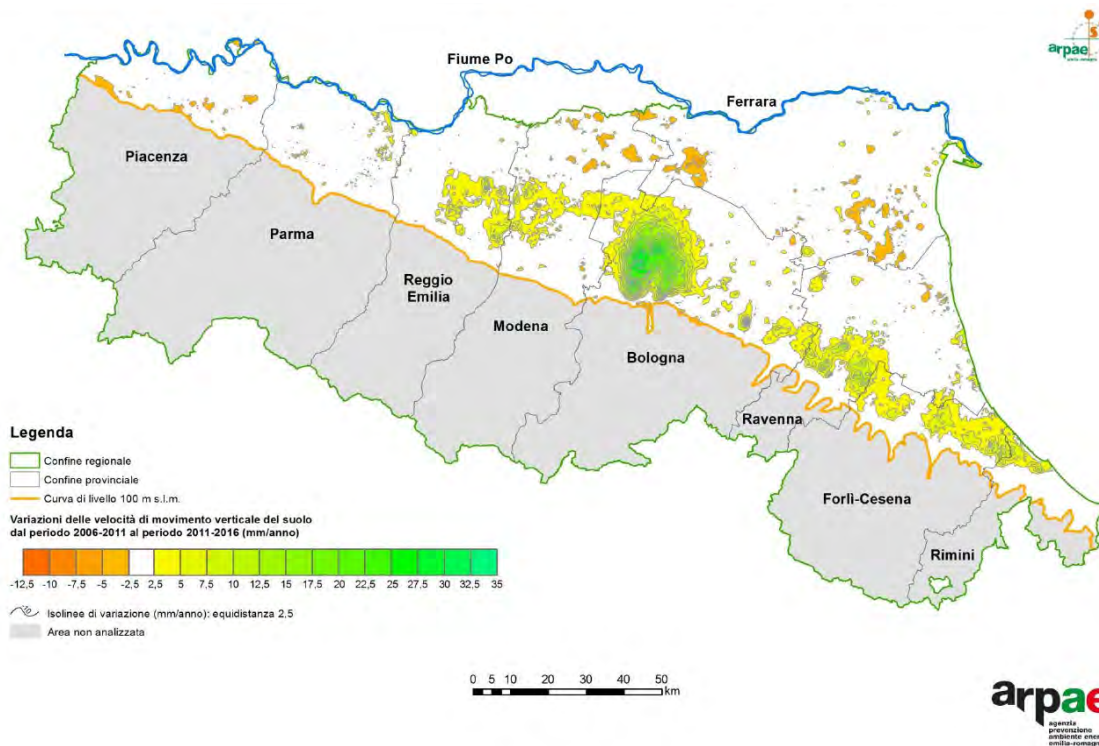 arpae
emilia-romagna
Fiume Po
Ferrara
Piacenza
Parma
Reggio
Emilia
Modena
Bologna
Ravenna
Forlì-Cesena
Rimini
Legenda
Confine regionale
Confine provinciale
Curva di livello 100 m s.l.m.
Variazioni delle velocità di movimento verticale del suolo
dal periodo 2006-2011 al periodo 2011-2016 (mm/anno)
-12,5 -10 -7,5 -5 -2,5 2,5 5 7,5 10 12,5 15 17,5 20 22,5 25 27,5 30 32,5 35
Isolinee di variazione (mm/anno): equidistanza 2,5
Area non analizzata
0 5 10 20 30 40 50
km
arpae
agenzia
prevenzione
ambiente ener
emilia-romagn